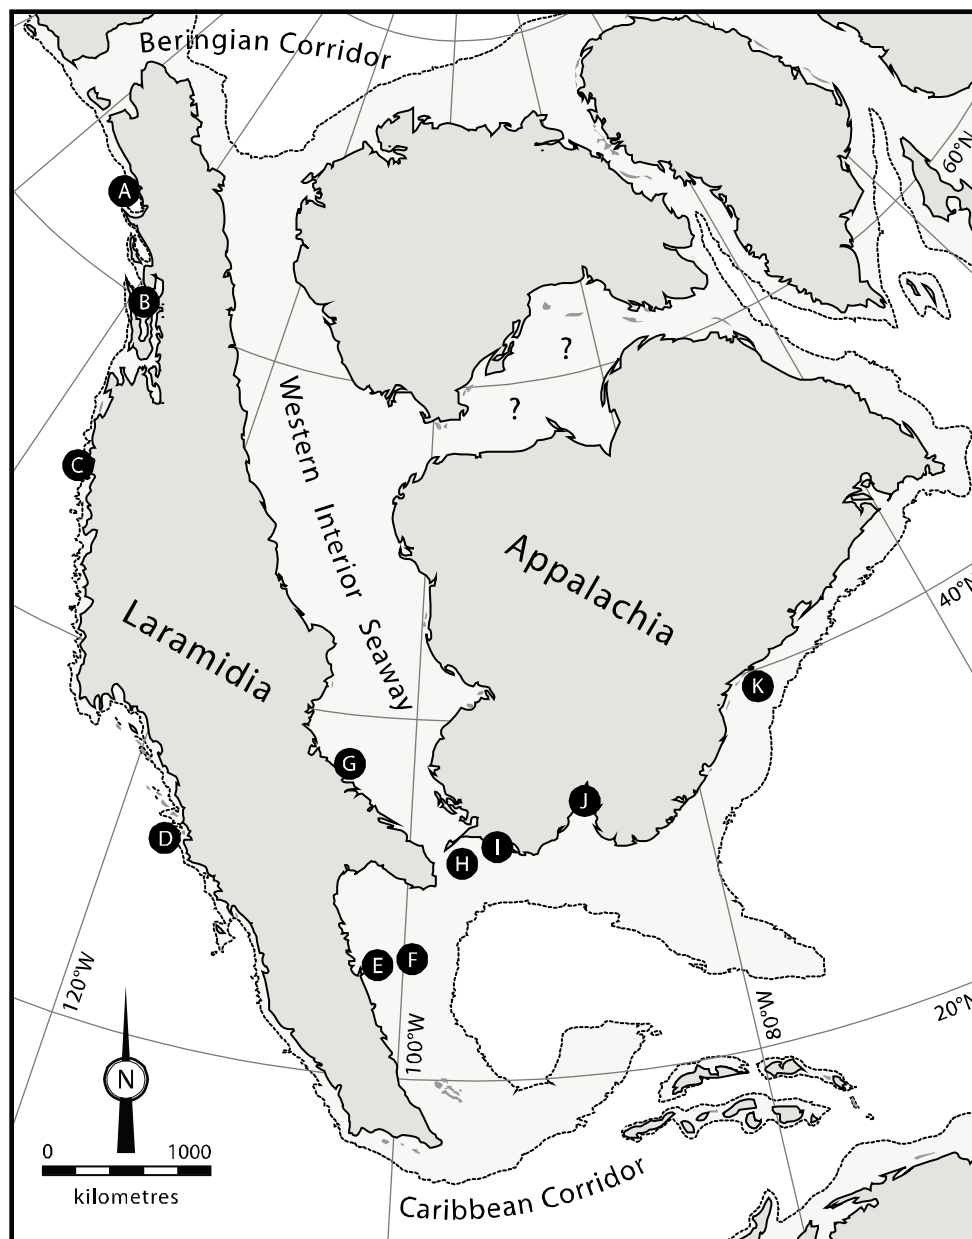 Beringian Corridor
60°N
A
B
?
?
Western Interior Seaway
C
Appalachia
40°N
Laramidia
K
G
J
D
I
H
E
F
120°W
100°W
80°W
20°N
N
0 1000
kilometres
Caribbean Corridor